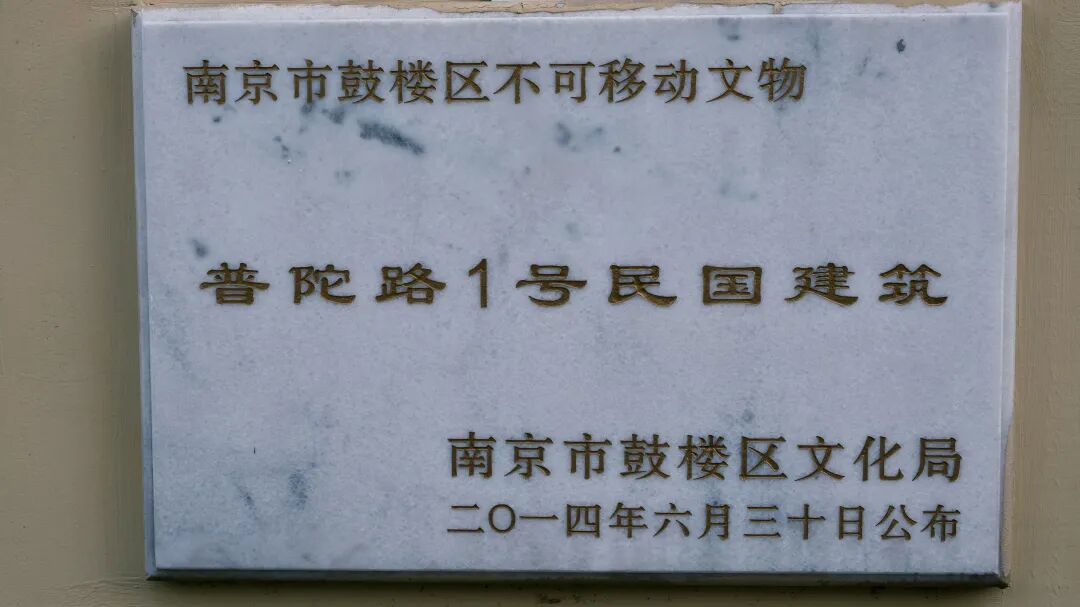 南京市鼓楼区不可移动文物
普陀路1号民国建筑
南京市鼓楼区文化局
二〇一四年六月三十日公布